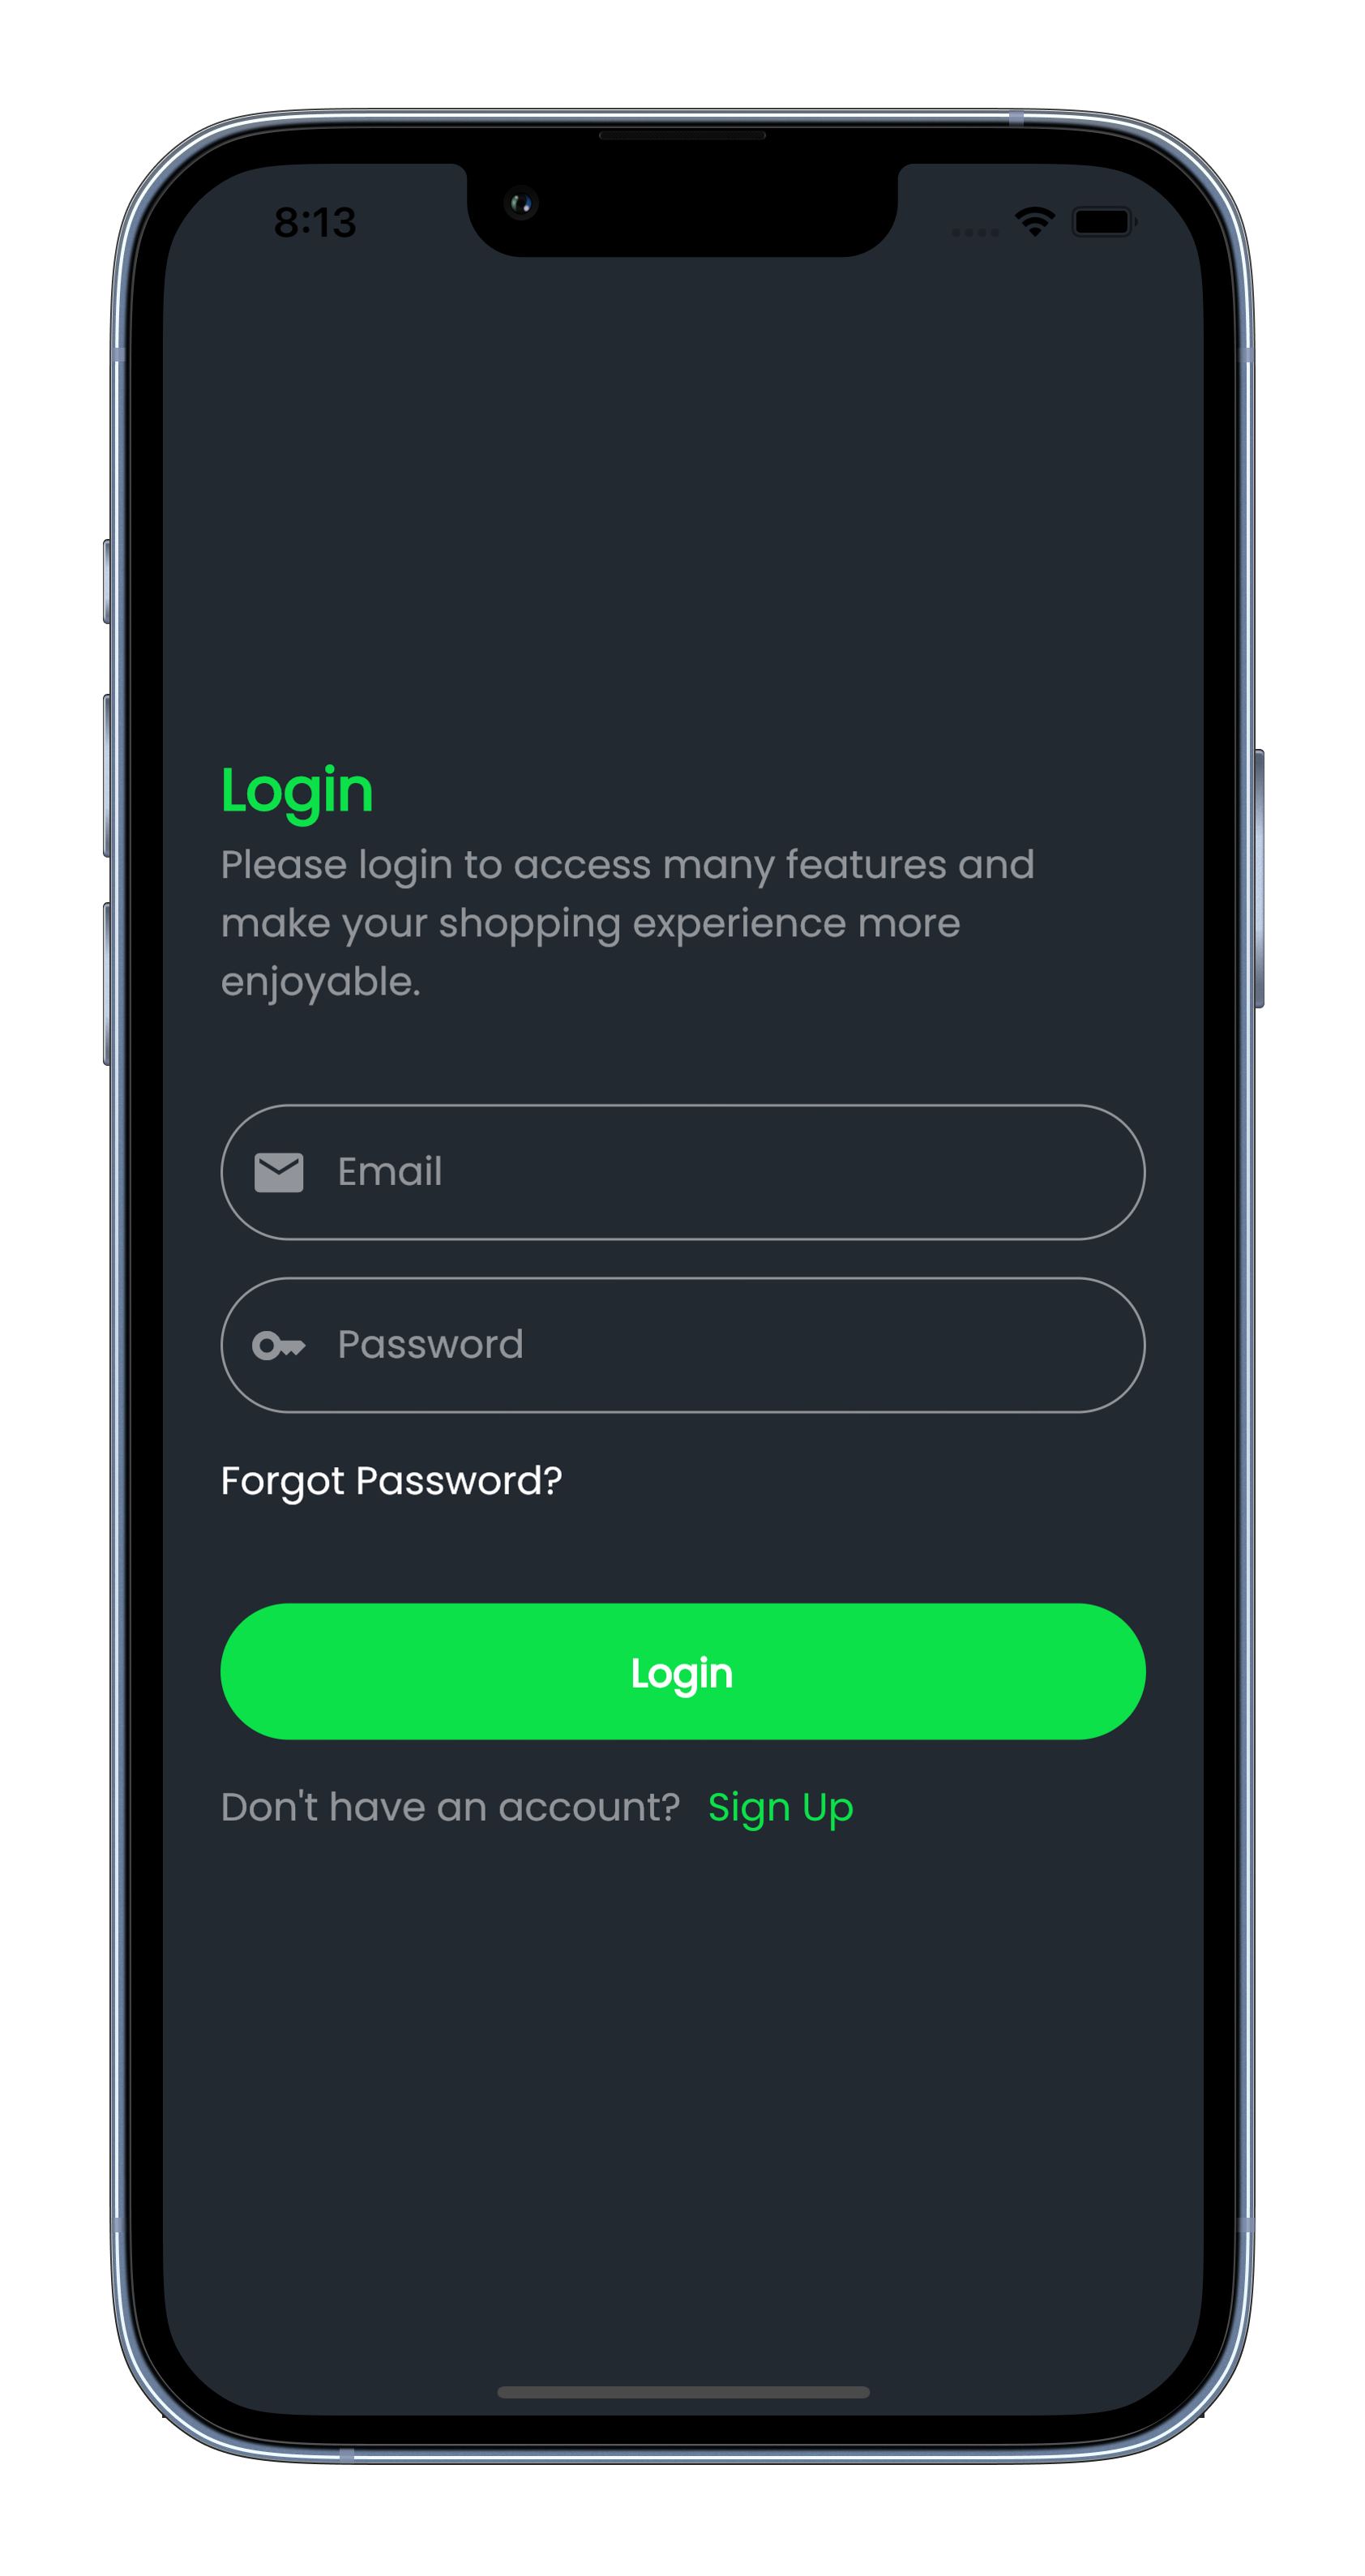 8:13
Login
Please login to access many features and
make your shopping experience more
enjoyable.
Email
Password
Forgot Password?
Login
Don't have an account? Sign Up